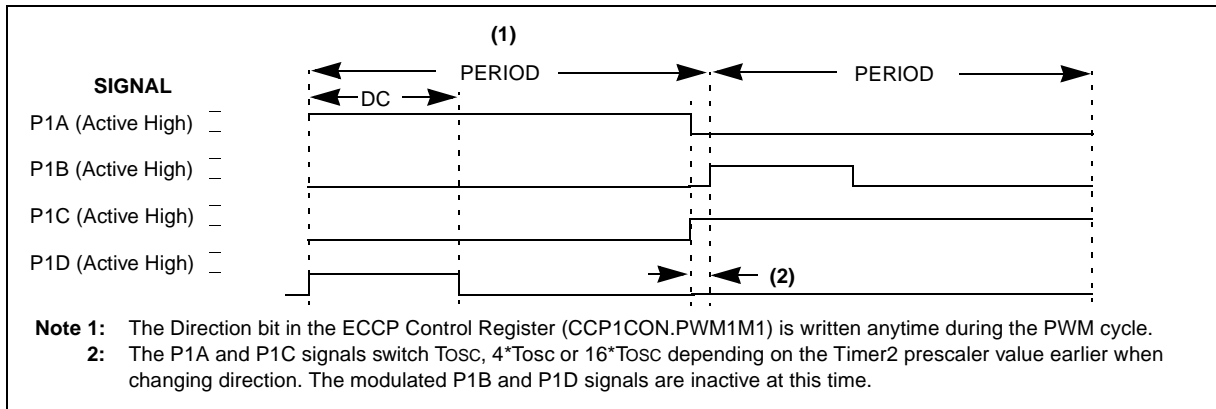 (1)
PERIOD PERIOD
SIGNAL
DC
P1A (Active High)
P1B (Active High)
P1C (Active High)
P1D (Active High)
(2)
Note 1: The Direction bit in the ECCP Control Register (CCP1CON.PWM1M1) is written anytime during the PWM cycle.
2: The P1A and P1C signals switch TOSC, 4*Tosc or 16*TOSC depending on the Timer2 prescaler value earlier when
changing direction. The modulated P1B and P1D signals are inactive at this time.